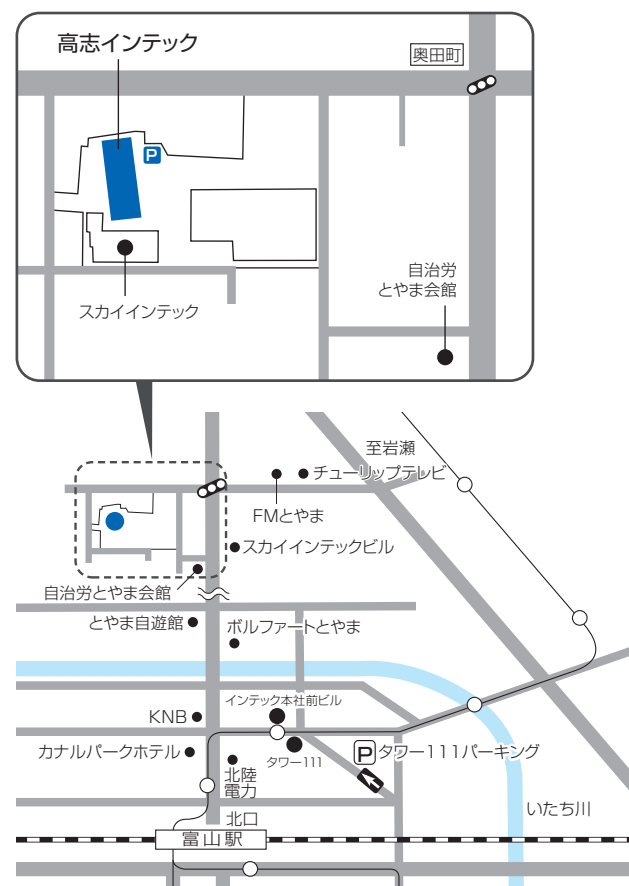 高志インテック
奥田町
P
自治労
とやま会館
スカイインテック
至岩瀬
チューリップテレビ
FMとやま
スカイインテックビル
自治労とやま会館
とやま自遊館
ボルファートとやま
インテック本社前ビル
KNB
カナルパークホテル
タワー111
P タワー111パーキング
北陸
電力
いたち川
北口
富山駅